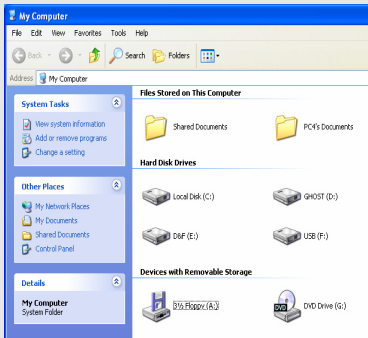 My Computer
File Edit View Favorites Tools Help
Back Search Folders
Address My Computer
System Tasks
View system information
Add or remove programs
Change a setting
Other Places
My Network Places
My Documents
Shared Documents
Control Panel
Details
My Computer
System Folder
Files Stored on This Computer
Shared Documents PC4's Documents
Hard Disk Drives
Local Disk (C:) GHOST (D:)
D&F (E:) USB (F:)
Devices with Removable Storage
3½ Floppy (A:) DVD Drive (G:)
DVD